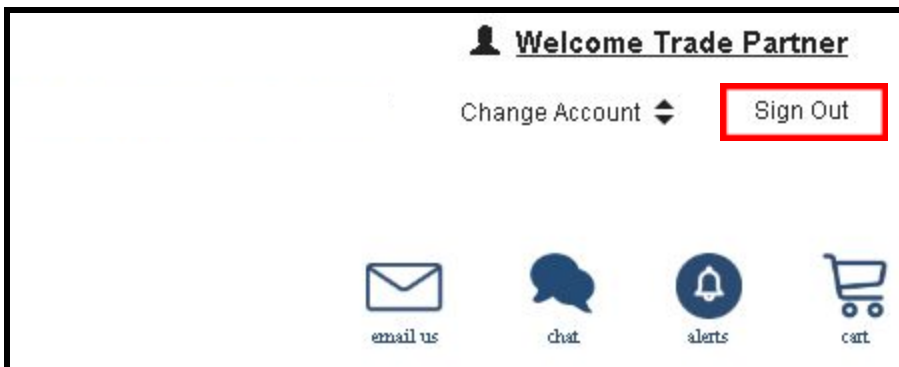 Welcome Trade Partner
Change Account Sign Out
email us chat alerts cart